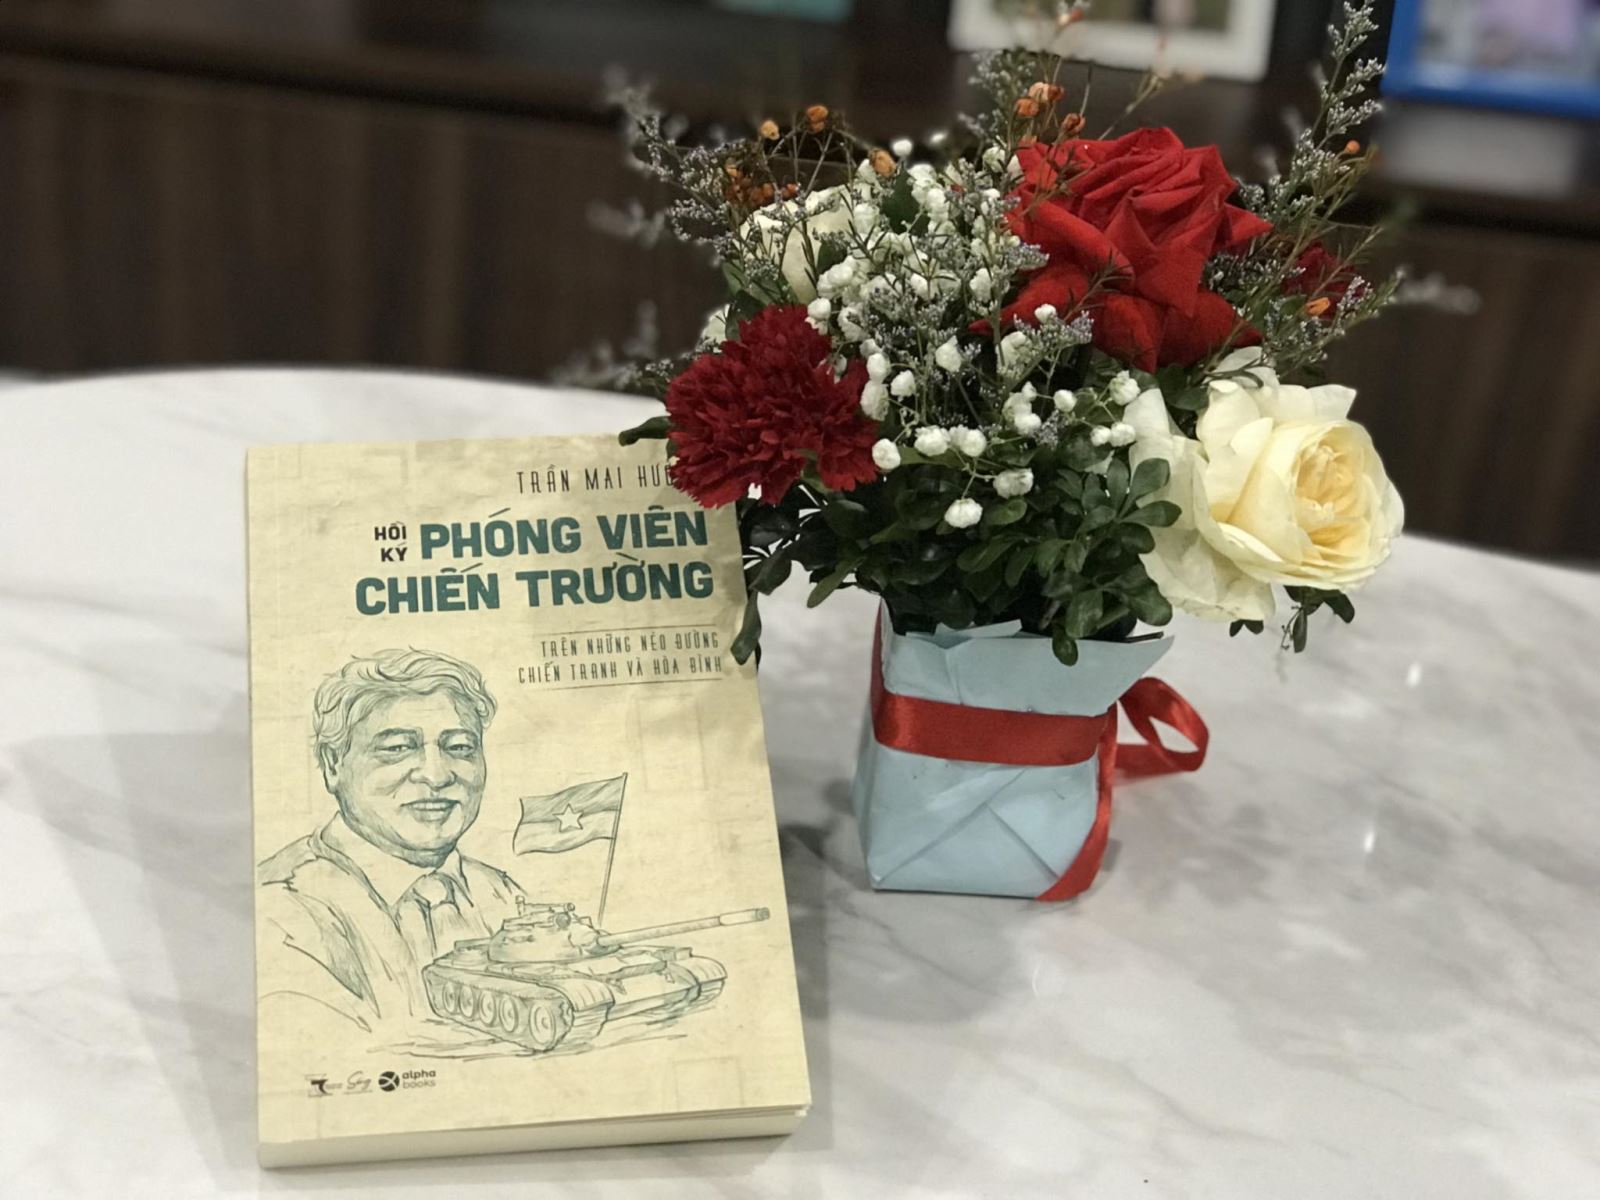 TRẦN MAI
HỒI
KÝ
PHÓNG VIÊN
CHIẾN TRƯỜNG
TRÊN NHỮNG NẺO ĐƯỜNG
CHIẾN TRANH VÀ HÒA BÌNH
alpha
books